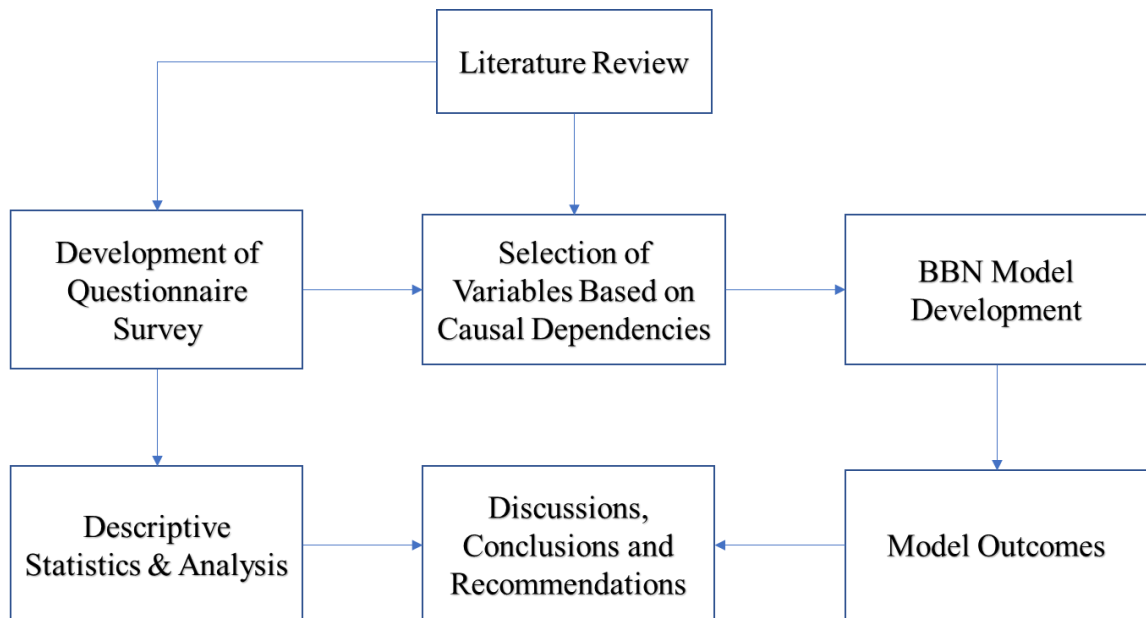 Literature Review
Development of
Questionnaire
Survey
Selection of
Variables Based on
Causal Dependencies
BBN Model
Development
Descriptive
Statistics & Analysis
Discussions,
Conclusions and
Recommendations
Model Outcomes